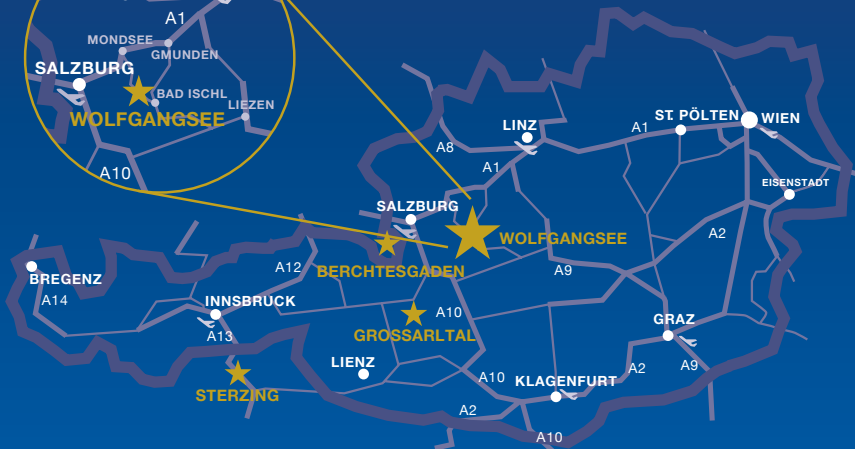 A1
MONDSEE
GMUNDEN
SALZBURG
BAD ISCHL
LIEZEN
WOLFGANGSEE
A10
LINZ
A1
ST. PÖLTEN
WIEN
A8
A1
EISENSTADT
SALZBURG
WOLFGANGSEE
A2
BERCHTESGADEN
A12
A9
BREGENZ
A14
INNSBRUCK
A13
A10
GROSSARLTAL
GRAZ
LIENZ
A10
KLAGENFURT
A2
A9
STERZING
A2
A10